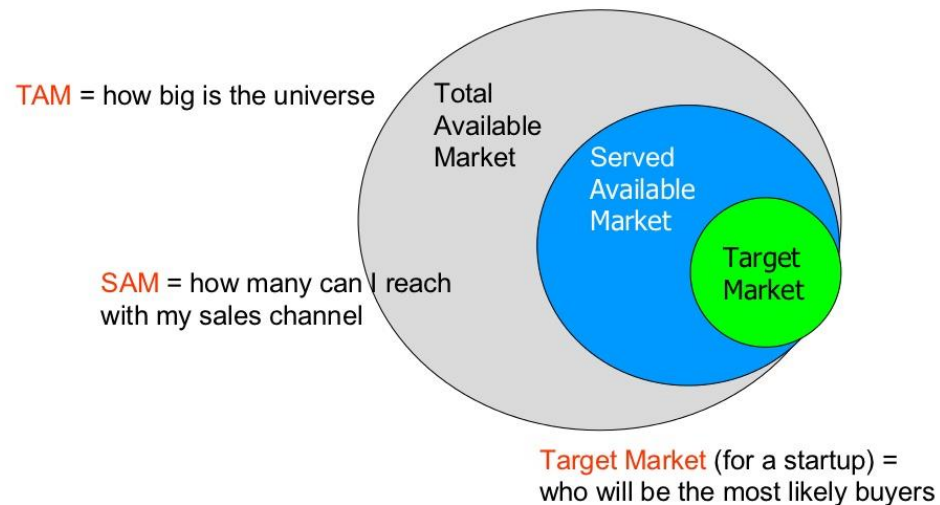 TAM = how big is the universe
Total
Available
Market
Served
Available
Market
Target
Market
SAM = how many can I reach
with my sales channel
Target Market (for a startup) =
who will be the most likely buyers